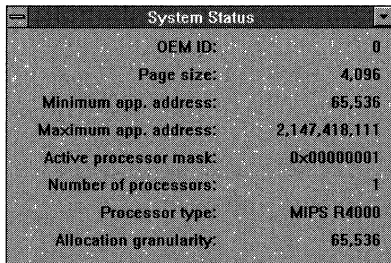 System Status
OEM ID: 0
Page size: 4,096
Minimum app. address: 65,536
Maximum app. address: 2,147,418,111
Active processor mask: 0x00000001
Number of processors: 1
Processor type: MIPS R4000
Allocation granularity: 65,536